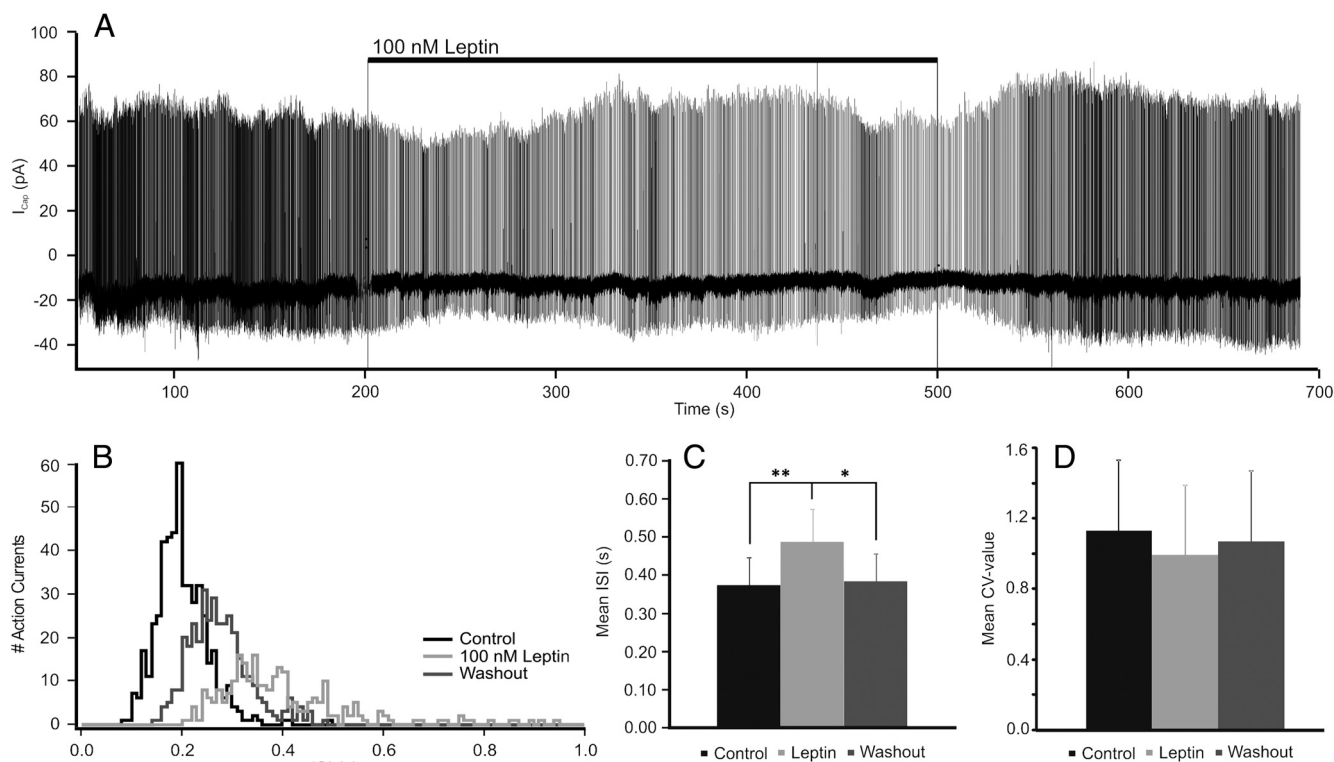 A
100 nM Leptin
100
80
60
40
20
0
-20
-40
I Cap (pA)
100 200 300 400 500 600 700
Time (s)
B
60
50
40
30
20
10
0
# Action Currents
Control
100 nM Leptin
Washout
0.0 0.2 0.4 0.6 0.8 1.0
C
0.70
0.60
0.50
0.40
0.30
0.20
0.10
0.00
Mean ISI (s)
** *
Control Leptin Washout
D
1.6
1.2
0.8
0.4
0.0
Mean CV-value
Control Leptin Washout